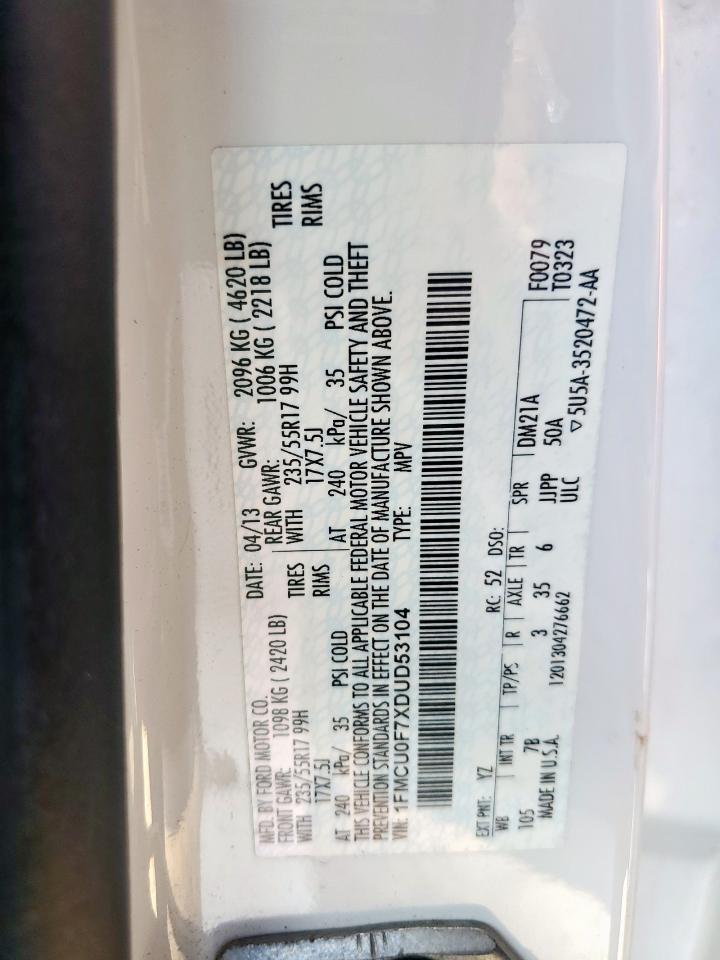 MFD. BY FORD MOTOR CO.
DATE: 04/13 GVWR: 2096 KG ( 4620 LB)
FRONT GAWR: 1098 KG ( 2420 LB) REAR GAWR: 1006 KG ( 2218 LB)
WITH 235/55R17 99H TIRES WITH 235/55R17 99H TIRES
17X7.5J RIMS 17X7.5J RIMS
AT 240 kPa/ 35 PSI COLD AT 240 kPa/ 35 PSI COLD
THIS VEHICLE CONFORMS TO ALL APPLICABLE FEDERAL MOTOR VEHICLE SAFETY AND THEFT
PREVENTION STANDARDS IN EFFECT ON THE DATE OF MANUFACTURE SHOWN ABOVE.
VIN: 1FMCU0F7XDUD53104 TYPE: MPV
EXT PNT: YZ RC: 52 DSO:
WB INT TR TP/PS R AXLE TR SPR DM21A F0079
105 7B 3 35 6 JJPP 50A T0323
MADE IN U.S.A. 1201304276662 ULC ▽5U5A-3520472-AA